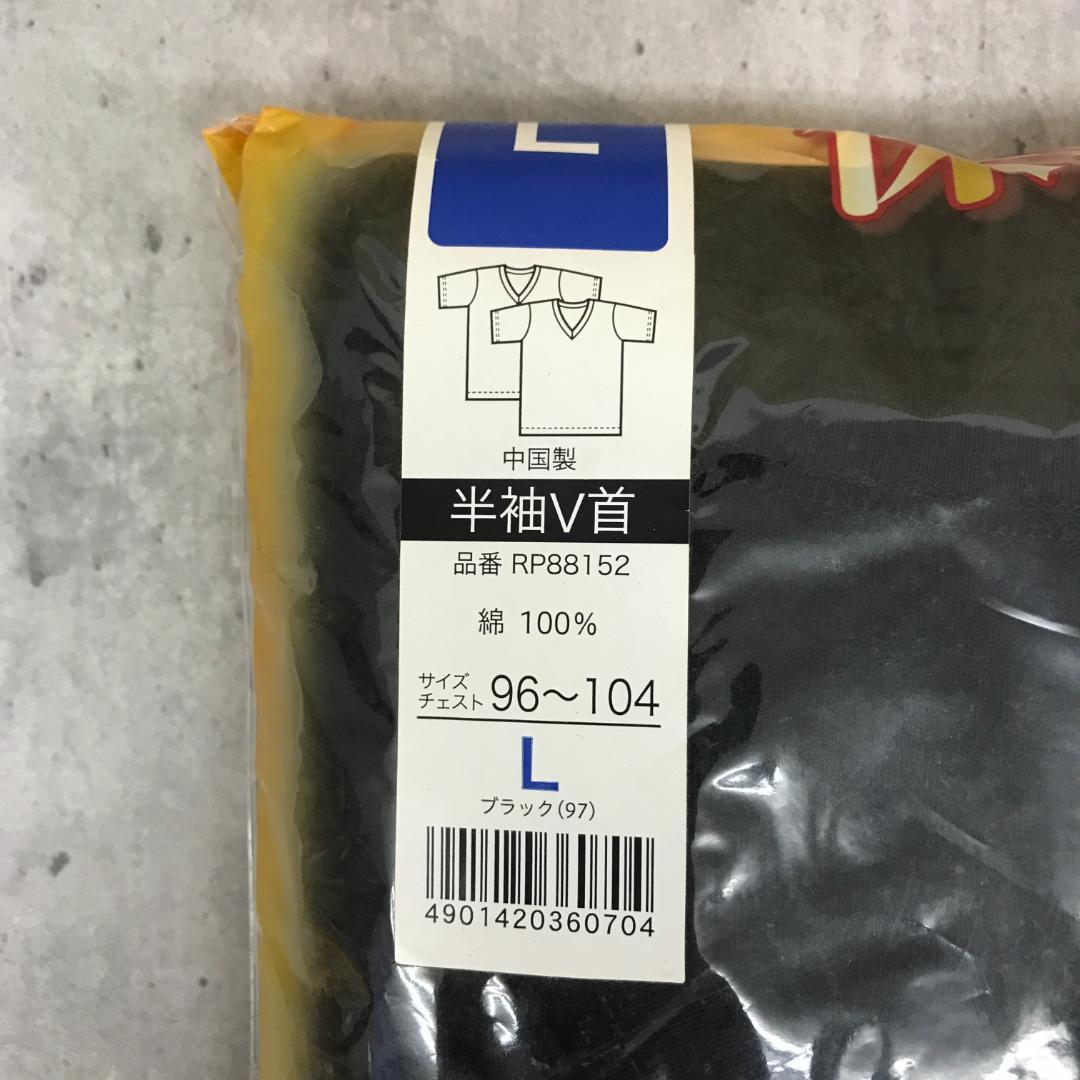 L
中国製
半袖V首
品番 RP88152
綿 100%
サイズ
チェスト 96〜104
L
ブラック(97)
4901420360704